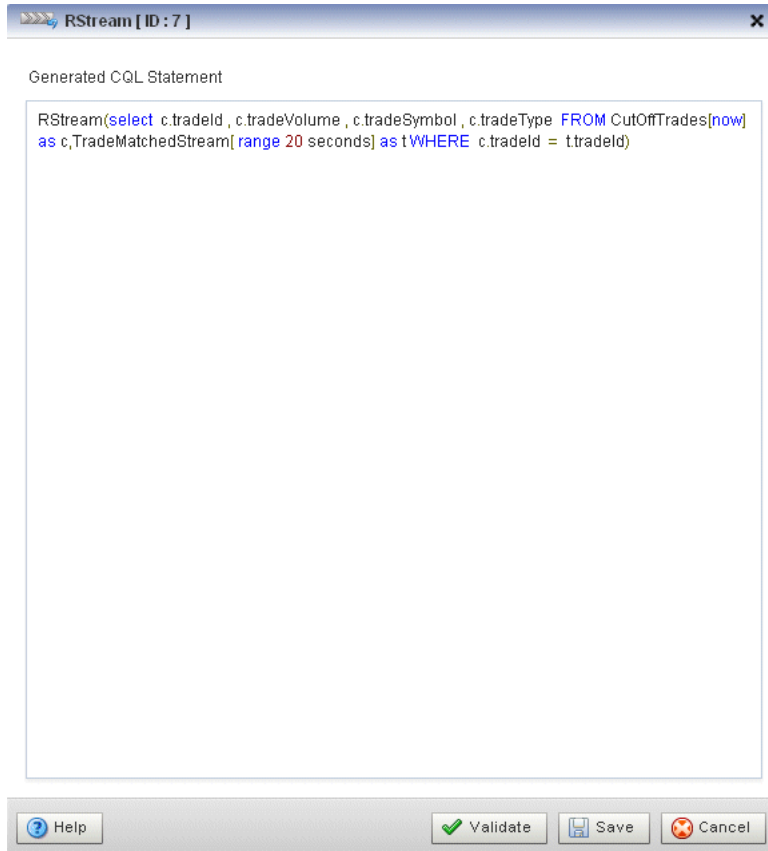 RStream [ ID : 7 ]
Generated CQL Statement
RStream(select c.tradeId , c.tradeVolume , c.tradeSymbol , c.tradeType FROM CutOffTrades[now]
as c,TradeMatchedStream[ range 20 seconds] as t WHERE c.tradeId = t.tradeId)
Help Validate Save Cancel